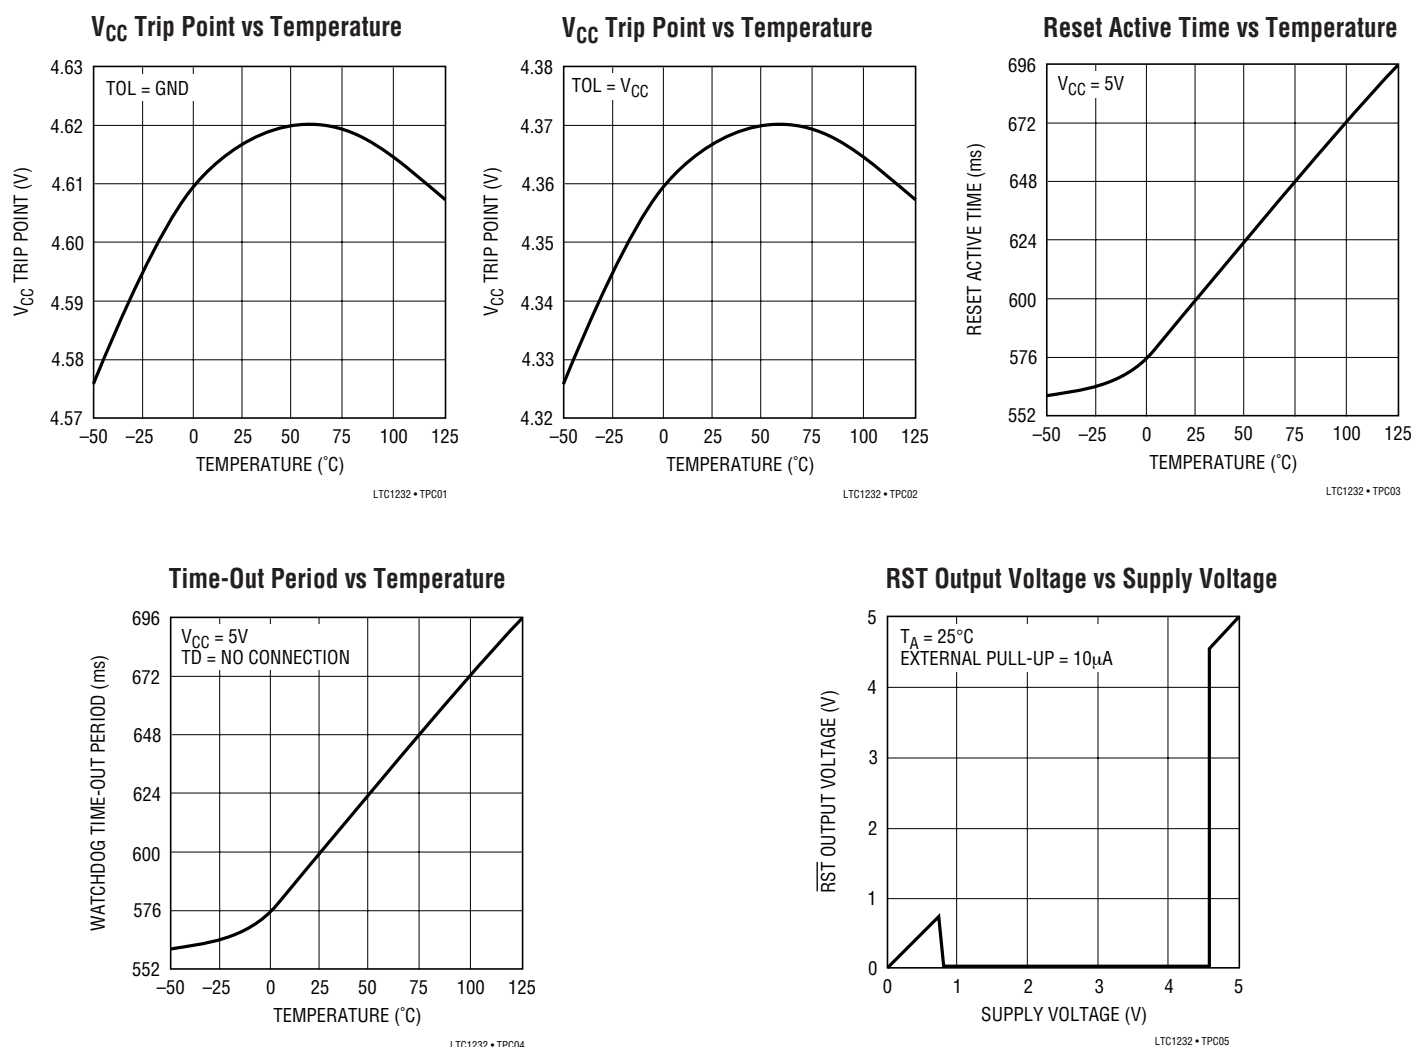 VCC Trip Point vs Temperature
4.63
4.62
4.61
4.60
4.59
4.58
4.57
VCC TRIP POINT (V)
TOL = GND
–50 –25 0 25 50 75 100 125
TEMPERATURE (˚C)
LTC1232 • TPC01
VCC Trip Point vs Temperature
4.38
4.37
4.36
4.35
4.34
4.33
4.32
VCC TRIP POINT (V)
TOL = VCC
–50 –25 0 25 50 75 100 125
TEMPERATURE (˚C)
LTC1232 • TPC02
Reset Active Time vs Temperature
696
672
648
624
600
576
552
RESET ACTIVE TIME (ms)
VCC = 5V
–50 –25 0 25 50 75 100 125
TEMPERATURE (˚C)
LTC1232 • TPC03
Time-Out Period vs Temperature
696
672
648
624
600
576
552
WATCHDOG TIME-OUT PERIOD (ms)
VCC = 5V
TD = NO CONNECTION
–50 –25 0 25 50 75 100 125
TEMPERATURE (˚C)
LTC1232 • TPC04
RST Output Voltage vs Supply Voltage
5
4
3
2
1
0
RST OUTPUT VOLTAGE (V)
TA = 25°C
EXTERNAL PULL-UP = 10µA
0 1 2 3 4 5
SUPPLY VOLTAGE (V)
LTC1232 • TPC05